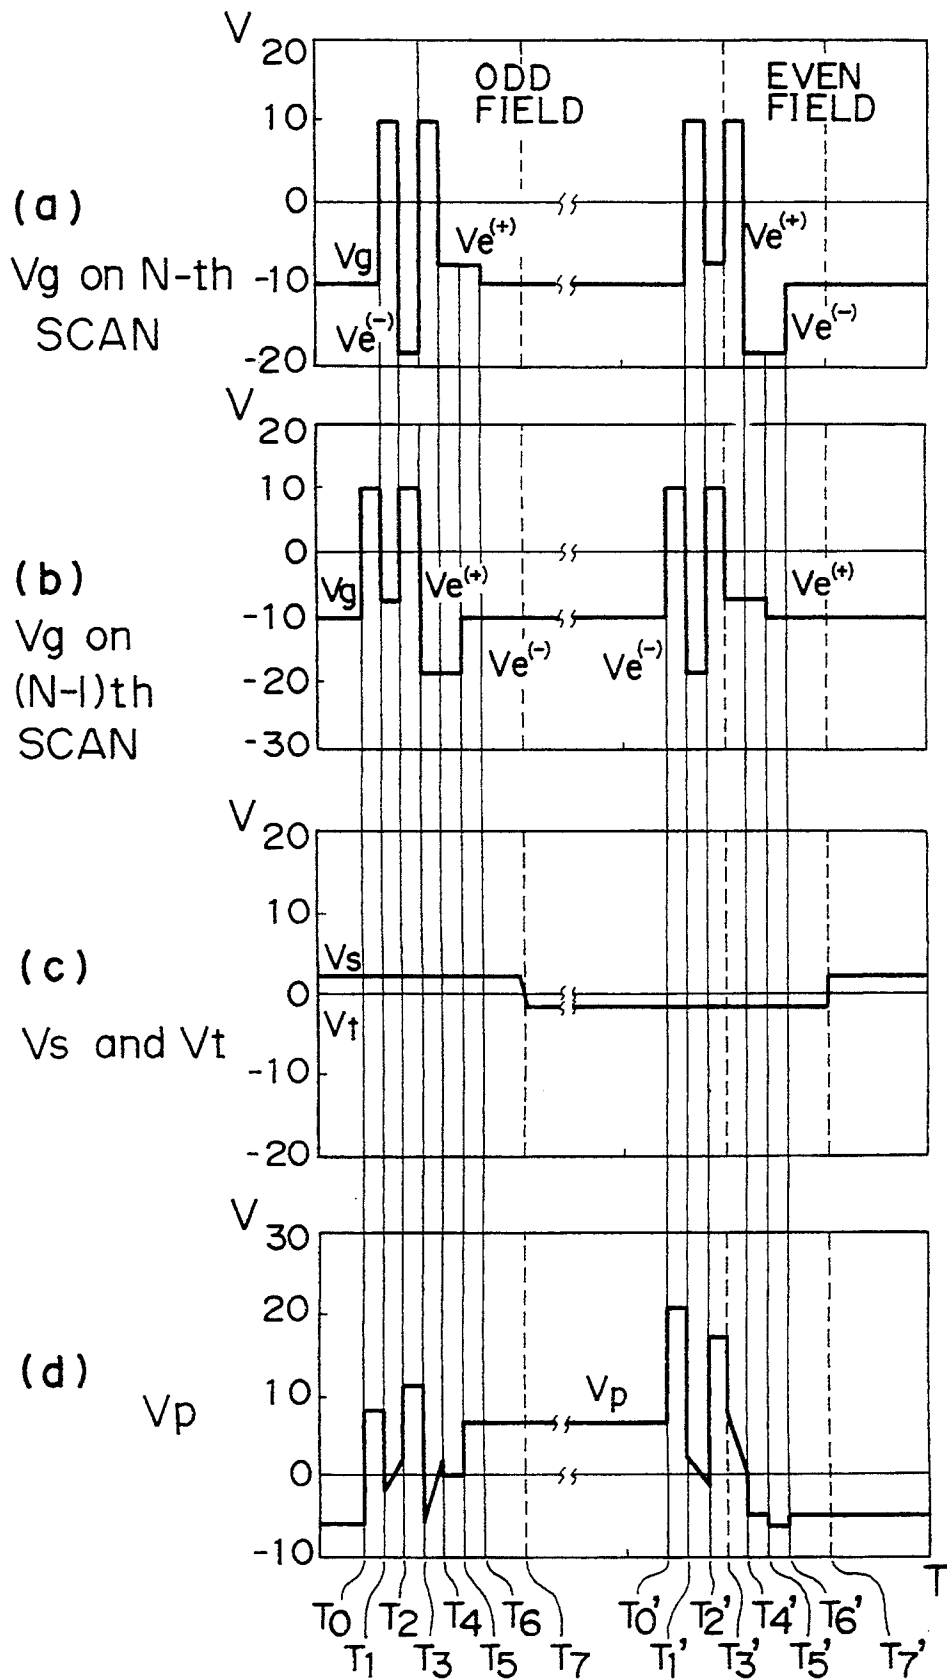 V
20
ODD
FIELD
EVEN
FIELD
10
(a)
0
Vg
Ve(+)
Ve(+)
Vg on N-th
SCAN
-10
Ve(-)
Ve(-)
-20
V
20
10
0
(b)
Vg
Ve(+)
Ve(+)
-10
Vg on
(N-1)th
SCAN
Ve(-)
Ve(-)
-20
-30
V
20
10
(c)
Vs
0
Vt
Vs and Vt
-10
-20
V
30
20
(d)
10
Vp
Vp
0
-10
T
T0 T2 T4 T6 T0' T2' T4' T6'
T1 T3 T5 T7 T1' T3' T5' T7'